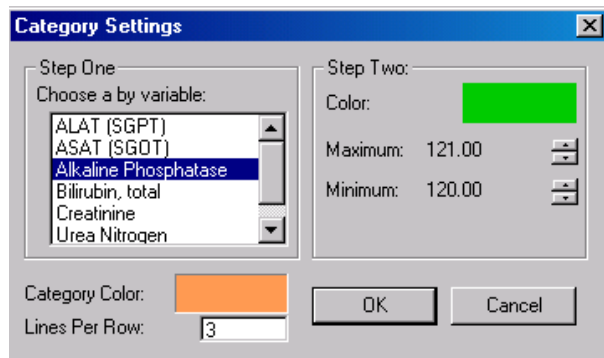 Category Settings
Step One
Choose a by variable:
ALAT (SGPT)
ASAT (SGOT)
Alkaline Phosphatase
Bilirubin, total
Creatinine
Urea Nitrogen
Step Two:
Color:
Maximum: 121.00
Minimum: 120.00
Category Color:
Lines Per Row: 3
OK
Cancel